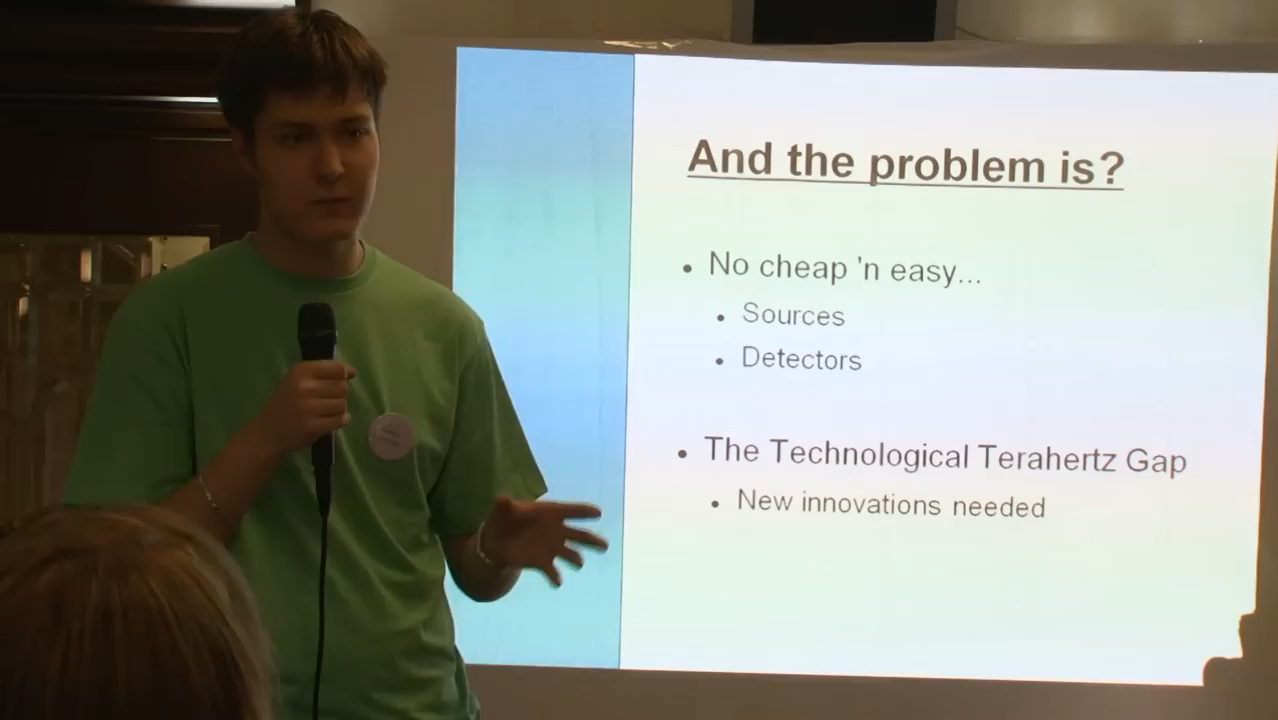 And the problem is?
No cheap 'n easy...
Sources
Detectors
The Technological Terahertz Gap
New innovations needed